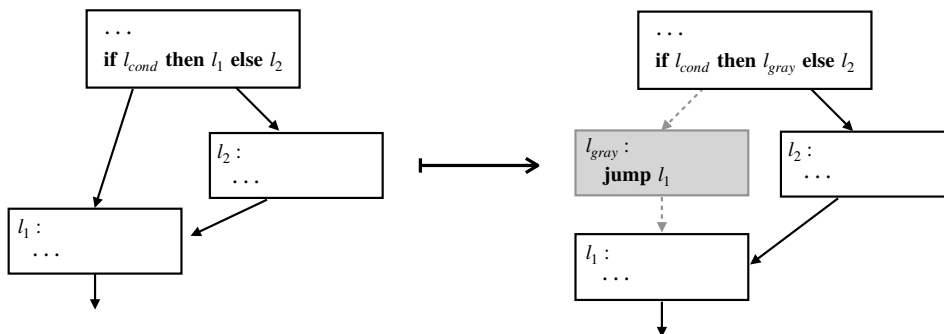 . . .
if l_cond then l_1 else l_2
l_2 :
. . .
l_1 :
. . .
. . .
if l_cond then l_gray else l_2
l_gray :
jump l_1
l_2 :
. . .
l_1 :
. . .